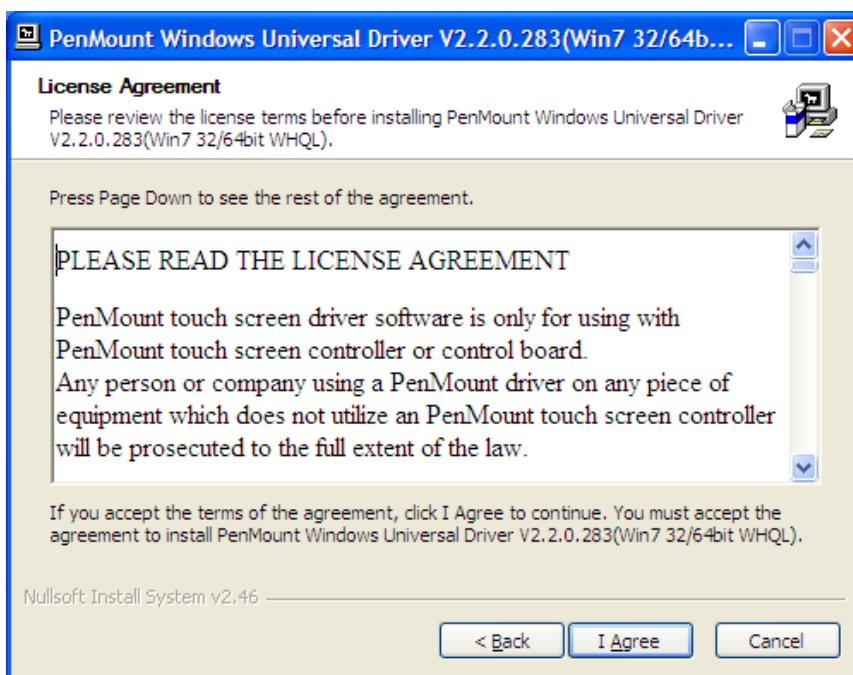 PenMount Windows Universal Driver V2.2.0.283(Win7 32/64b...
License Agreement
Please review the license terms before installing PenMount Windows Universal Driver
V2.2.0.283(Win7 32/64bit WHQL).
Press Page Down to see the rest of the agreement.
PLEASE READ THE LICENSE AGREEMENT
PenMount touch screen driver software is only for using with
PenMount touch screen controller or control board.
Any person or company using a PenMount driver on any piece of
equipment which does not utilize an PenMount touch screen controller
will be prosecuted to the full extent of the law.
If you accept the terms of the agreement, click I Agree to continue. You must accept the
agreement to install PenMount Windows Universal Driver V2.2.0.283(Win7 32/64bit WHQL).
Nullsoft Install System v2.46
< Back
I Agree
Cancel